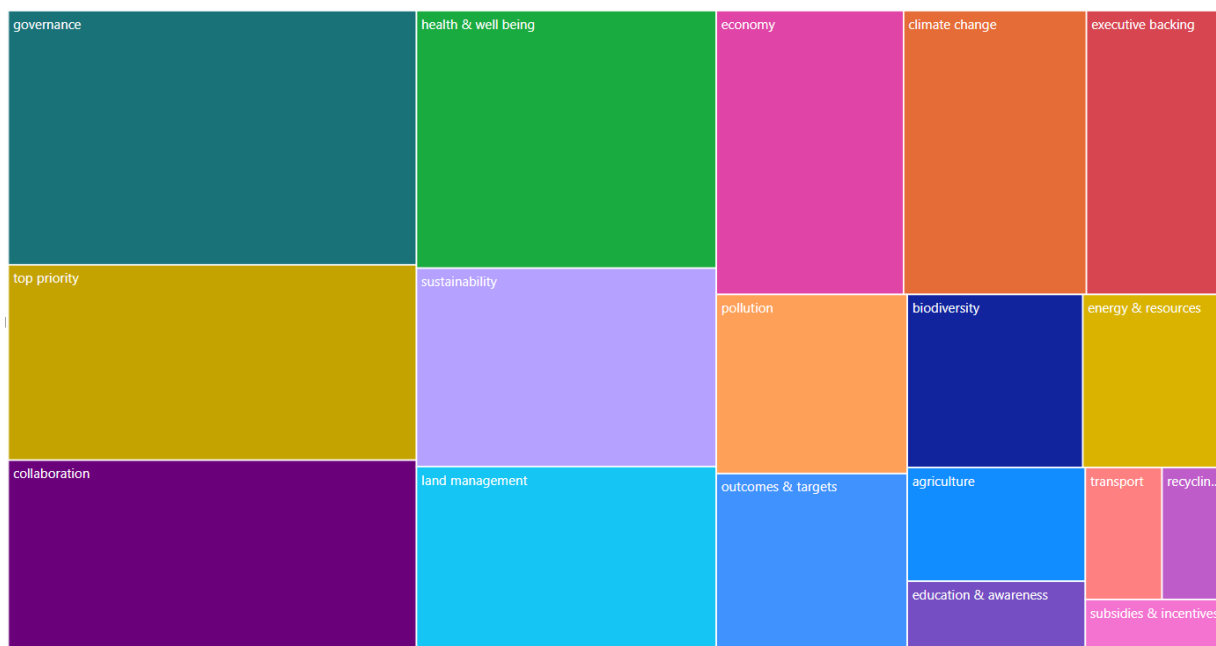 governance
health & well being
economy
climate change
executive backing
top priority
sustainability
pollution
biodiversity
energy & resources
collaboration
land management
outcomes & targets
agriculture
transport
recyclin...
education & awareness
subsidies & incentives